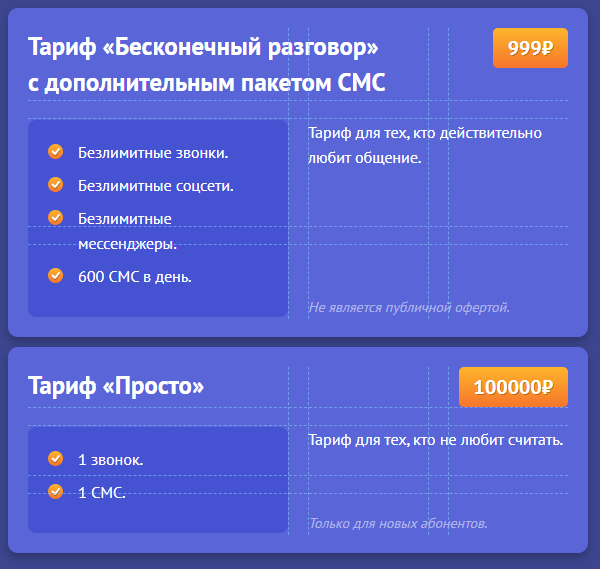 Тариф «Бесконечный разговор»
с дополнительным пакетом СМС
999₽
Безлимитные звонки.
Безлимитные соцсети.
Безлимитные
мессенджеры.
600 СМС в день.
Тариф для тех, кто действительно
любит общение.
Не является публичной офертой.
Тариф «Просто»
100000₽
1 звонок.
1 СМС.
Тариф для тех, кто не любит считать.
Только для новых абонентов.